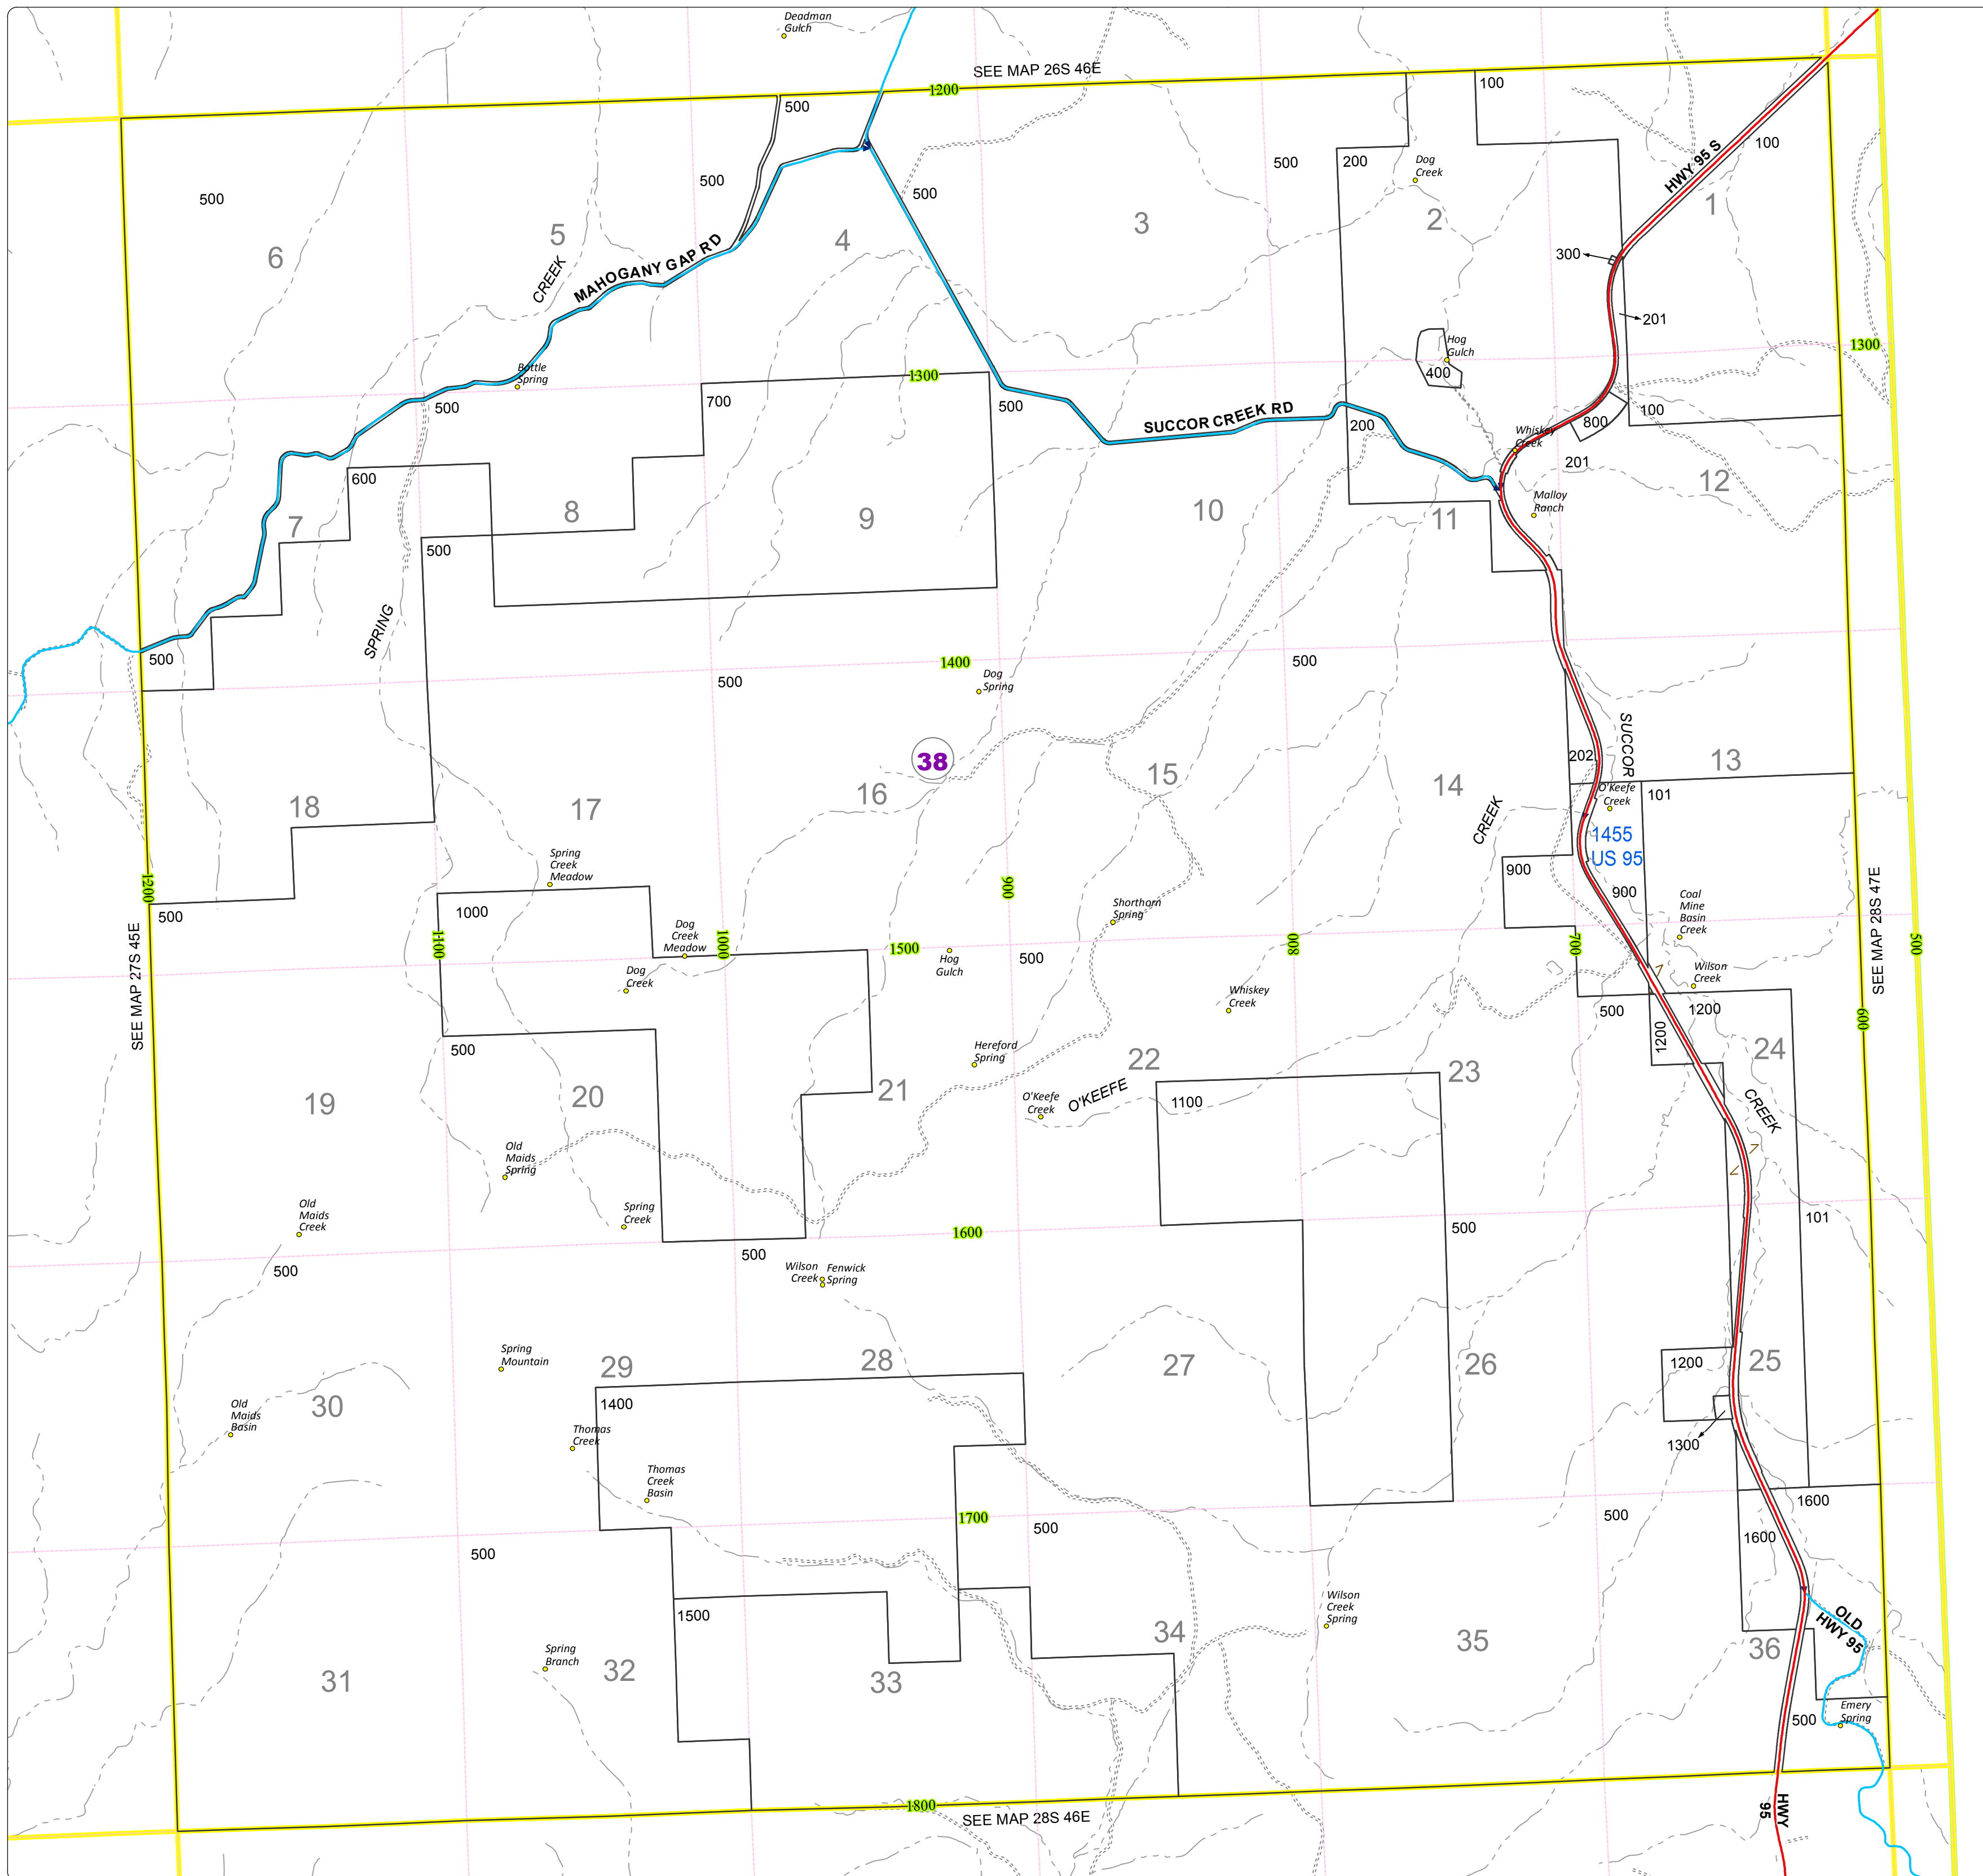 Deadman
Gulch
SEE MAP 26S 46E
1200
500
100
HWY 95 S
100
500
500
500
500
200
Dog
Creek
2
1
3
4
5
6
CREEK
MAHOGANY GAP RD
300
201
1300
Hog
Gulch
400
Bottle
Spring
1300
500
700
500
SUCCOR CREEK RD
200
800
100
Whiskey
Creek
201
600
12
Malloy
Ranch
7
8
9
10
11
500
SPRING
500
1400
500
500
Dog
Spring
SUCCOR
38
202
13
18
17
16
15
14
CREEK
O'Keefe
Creek
101
1455
US 95
Spring
Creek
Meadow
1200
500
1000
900
900
900
Coal
Mine
Basin
Creek
Shorthorn
Spring
SEE MAP 27S 45E
1100
Dog
Creek
Meadow
1000
1500
Hog
Gulch
500
800
700
500
SEE MAP 28S 47E
Wilson
Creek
Dog
Creek
Whiskey
Creek
500
1200
1200
600
500
Hereford
Spring
24
19
20
21
22
23
O'Keefe
Creek
O'KEEFE
1100
CREEK
Old
Maids
Spring
Old
Maids
Creek
Spring
Creek
1600
500
101
500
500
Wilson
Creek
Fenwick
Spring
Spring
Mountain
29
28
27
26
1200
25
30
Old
Maids
Basin
1400
Thomas
Creek
1300
Thomas
Creek
Basin
1700
500
500
1600
1600
500
1500
Wilson
Creek
Spring
OLD
HWY 95
34
35
36
Spring
Branch
31
32
33
500
Emery
Spring
1800
SEE MAP 28S 46E
HWY
95